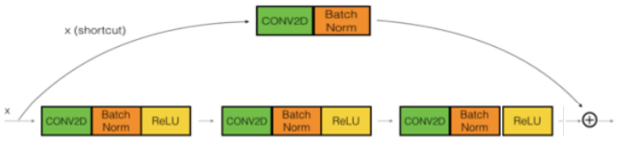 CONV2D
Batch
Norm
x (shortcut)
x
CONV2D
Batch
Norm
ReLU
CONV2D
Batch
Norm
ReLU
CONV2D
Batch
Norm
ReLU